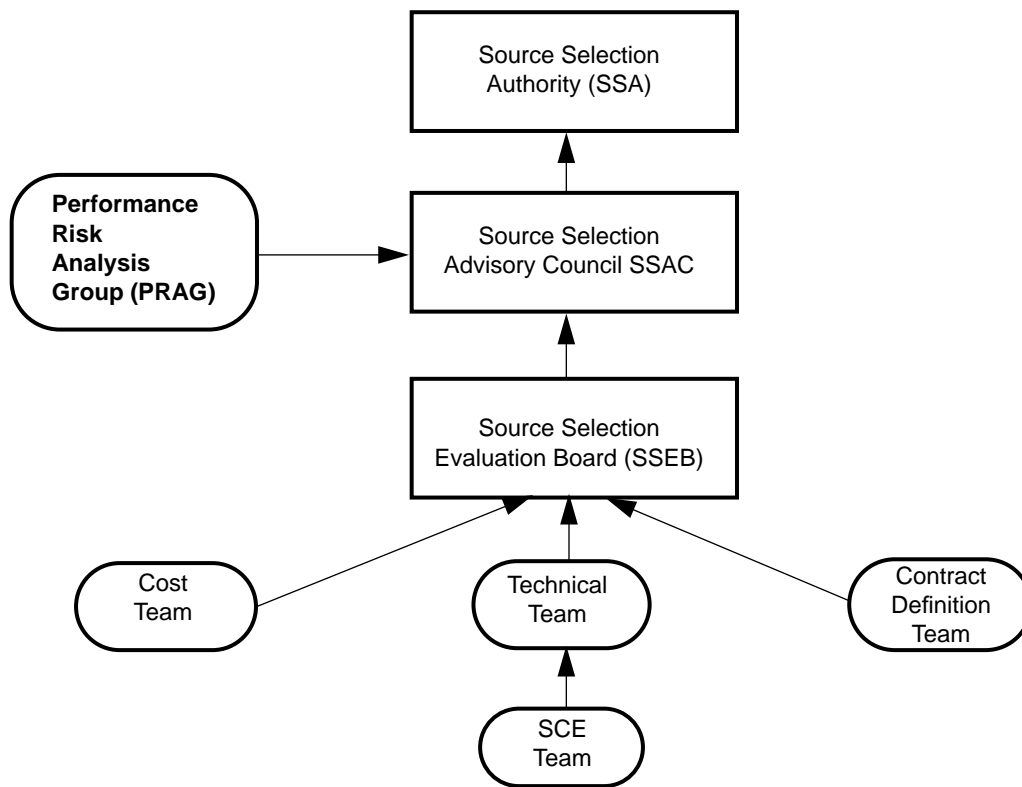 Source Selection
Authority (SSA)
Performance
Risk
Analysis
Group (PRAG)
Source Selection
Advisory Council SSAC
Source Selection
Evaluation Board (SSEB)
Cost
Team
Technical
Team
Contract
Definition
Team
SCE
Team